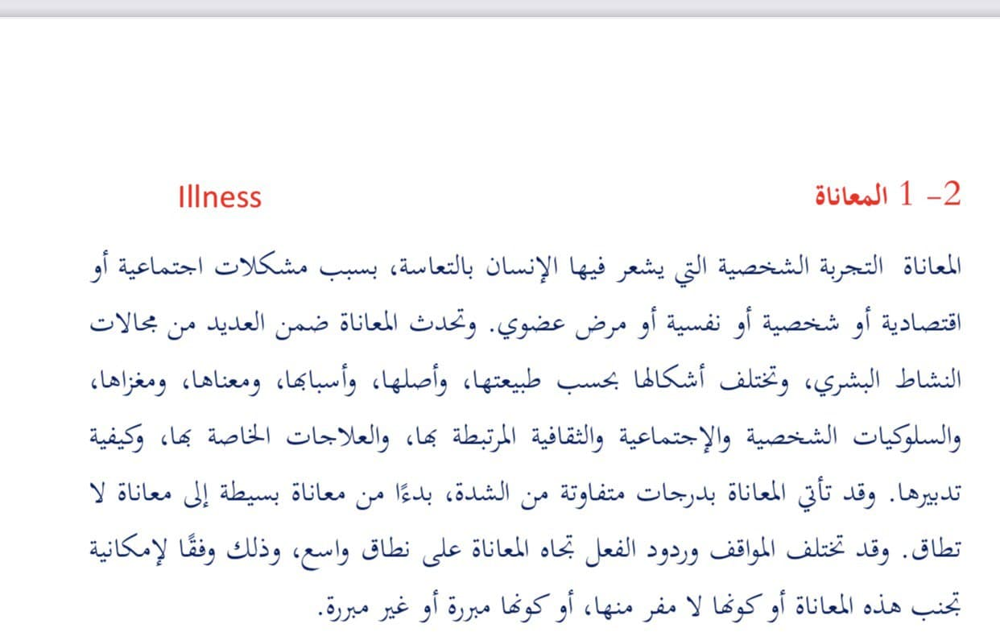 2- 1 المعاناة Illness
المعاناة التجربة الشخصية التي يشعر فيها الإنسان بالتعاسة، بسبب مشكلات اجتماعية أو
اقتصادية أو شخصية أو نفسية أو مرض عضوي. وتحدث المعاناة ضمن العديد من مجالات
النشاط البشري، وتختلف أشكالها بحسب طبيعتها، وأصلها، وأسبابها، ومعناها، ومغزاها،
والسلوكيات الشخصية والإجتماعية والثقافية المرتبطة بها، والعلاجات الخاصة بها، وكيفية
تدبيرها. وقد تأتي المعاناة بدرجات متفاوتة من الشدة، بدءًا من معاناة بسيطة إلى معاناة لا
تطاق. وقد تختلف المواقف وردود الفعل تجاه المعاناة على نطاق واسع، وذلك وفقًا لإمكانية
تجنب هذه المعاناة أو كونها لا مفر منها، أو كونها مبررة أو غير مبررة.